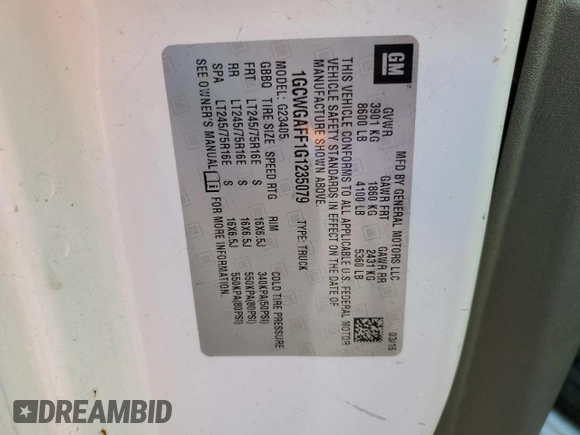 GM
MFD BY GENERAL MOTORS LLC
03/16
GVWR GAWR FRT GAWR RR
3901 KG 1860 KG 2431 KG
8600 LB 4100 LB 5360 LB
THIS VEHICLE CONFORMS TO ALL APPLICABLE U.S. FEDERAL MOTOR
VEHICLE SAFETY STANDARDS IN EFFECT ON THE DATE OF
MANUFACTURE SHOWN ABOVE.
1GCWGAFF1G1235079 TYPE: TRUCK
MODEL: G23405
GBBQ TIRE SIZE SPEED RTG RIM COLD TIRE PRESSURE
FRT LT245/75R16E S 16X6.5J 340KPA(50PSI)
RR LT245/75R16E S 16X6.5J 550KPA(80PSI)
SPA LT245/75R16E S 16X6.5J 550KPA(80PSI)
SEE OWNER'S MANUAL FOR MORE INFORMATION.
DREAMBID